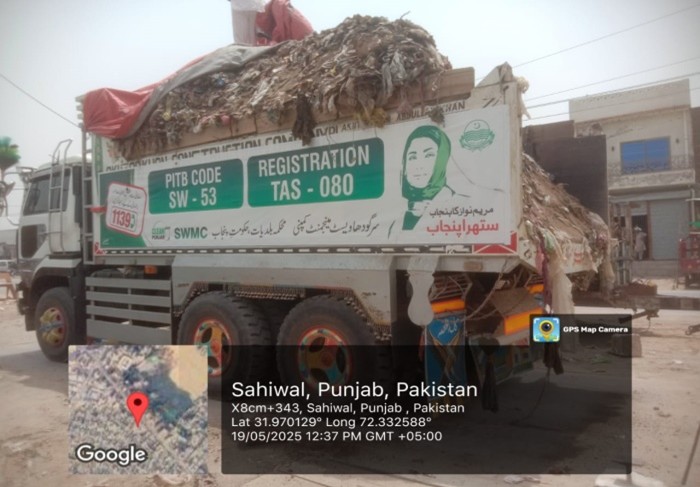 PITB CODE
SW - 53
REGISTRATION
TAS - 080
1139
SWMC
محکمہ بلدیات، حکومت پنجاب
سرگودھا ویسٹ مینجمنٹ کمپنی
مریم نواز کا پنجاب
ستھرا پنجاب
GPS Map Camera
Google
Sahiwal, Punjab, Pakistan
X8cm+343, Sahiwal, Punjab , Pakistan
Lat 31.970129° Long 72.332588°
19/05/2025 12:37 PM GMT +05:00